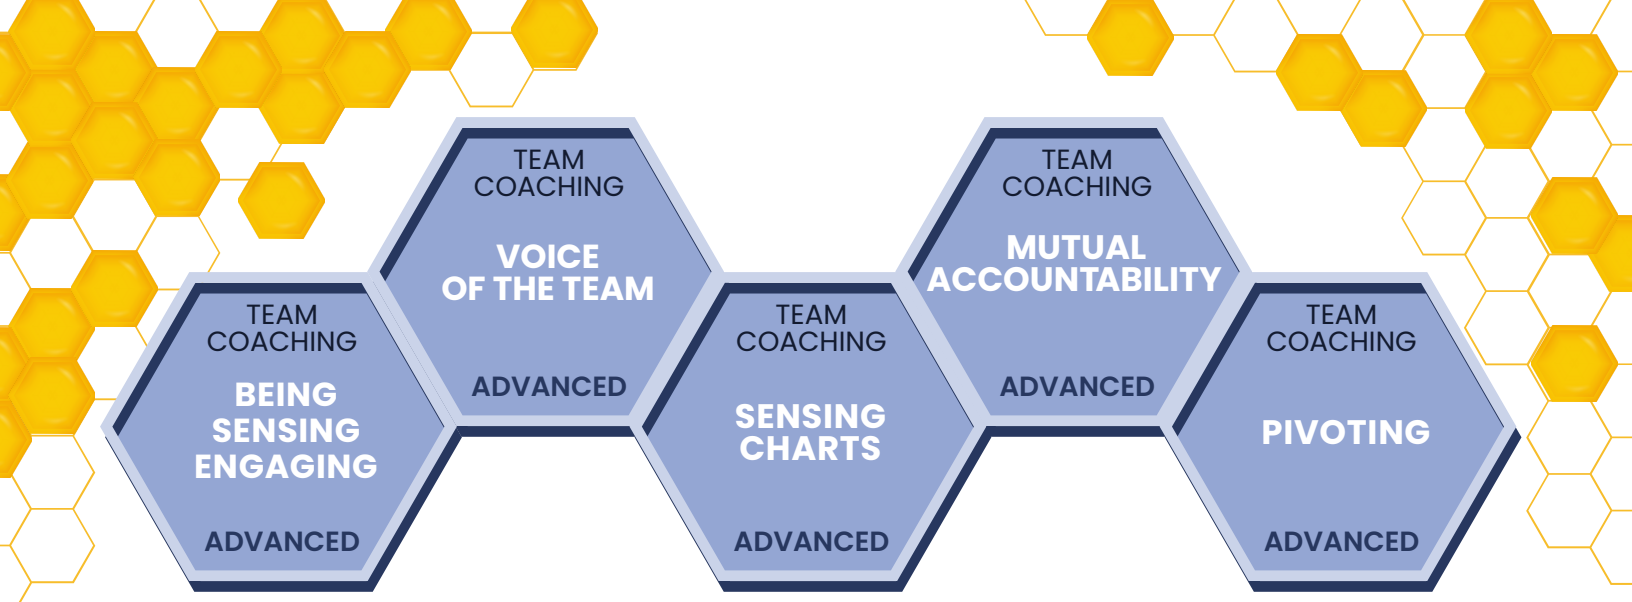 TEAM
COACHING
BEING
SENSING
ENGAGING
ADVANCED
TEAM
COACHING
VOICE
OF THE TEAM
ADVANCED
TEAM
COACHING
SENSING
CHARTS
ADVANCED
TEAM
COACHING
MUTUAL
ACCOUNTABILITY
ADVANCED
TEAM
COACHING
PIVOTING
ADVANCED